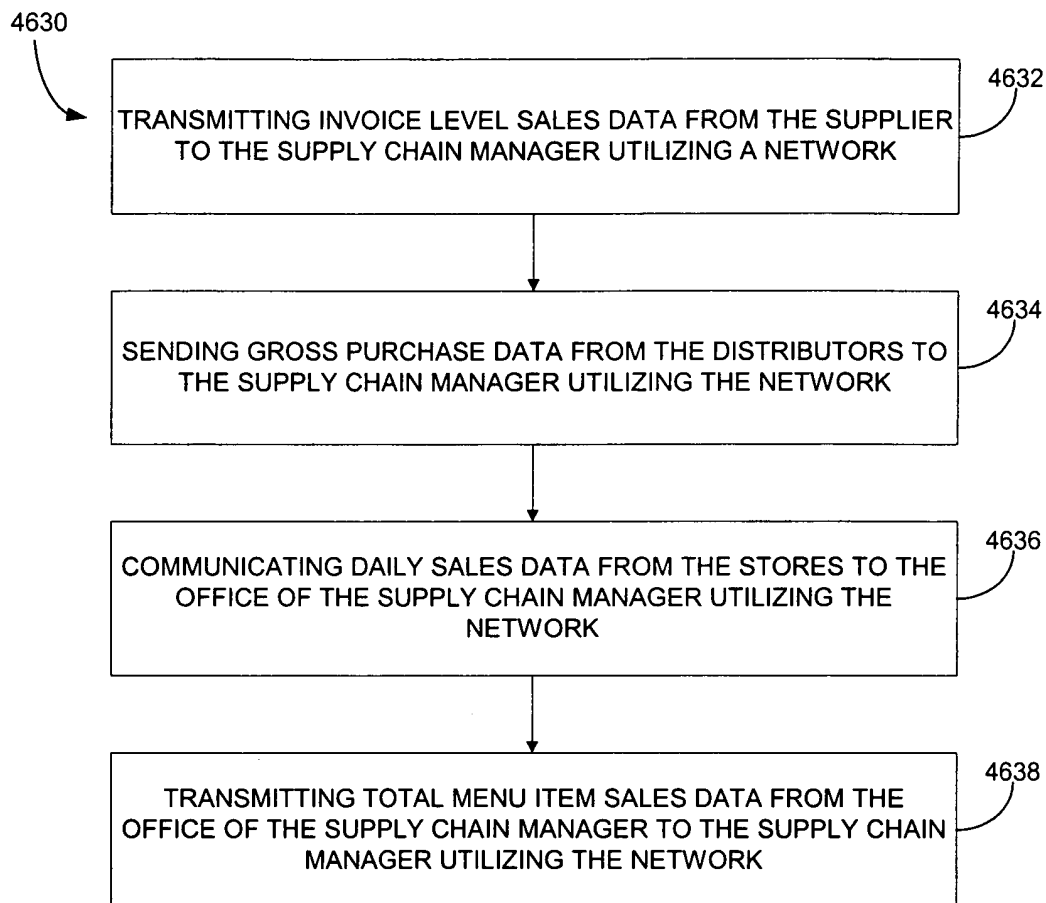 4630
4632
TRANSMITTING INVOICE LEVEL SALES DATA FROM THE SUPPLIER
TO THE SUPPLY CHAIN MANAGER UTILIZING A NETWORK
4634
SENDING GROSS PURCHASE DATA FROM THE DISTRIBUTORS TO
THE SUPPLY CHAIN MANAGER UTILIZING THE NETWORK
4636
COMMUNICATING DAILY SALES DATA FROM THE STORES TO THE
OFFICE OF THE SUPPLY CHAIN MANAGER UTILIZING THE
NETWORK
4638
TRANSMITTING TOTAL MENU ITEM SALES DATA FROM THE
OFFICE OF THE SUPPLY CHAIN MANAGER TO THE SUPPLY CHAIN
MANAGER UTILIZING THE NETWORK